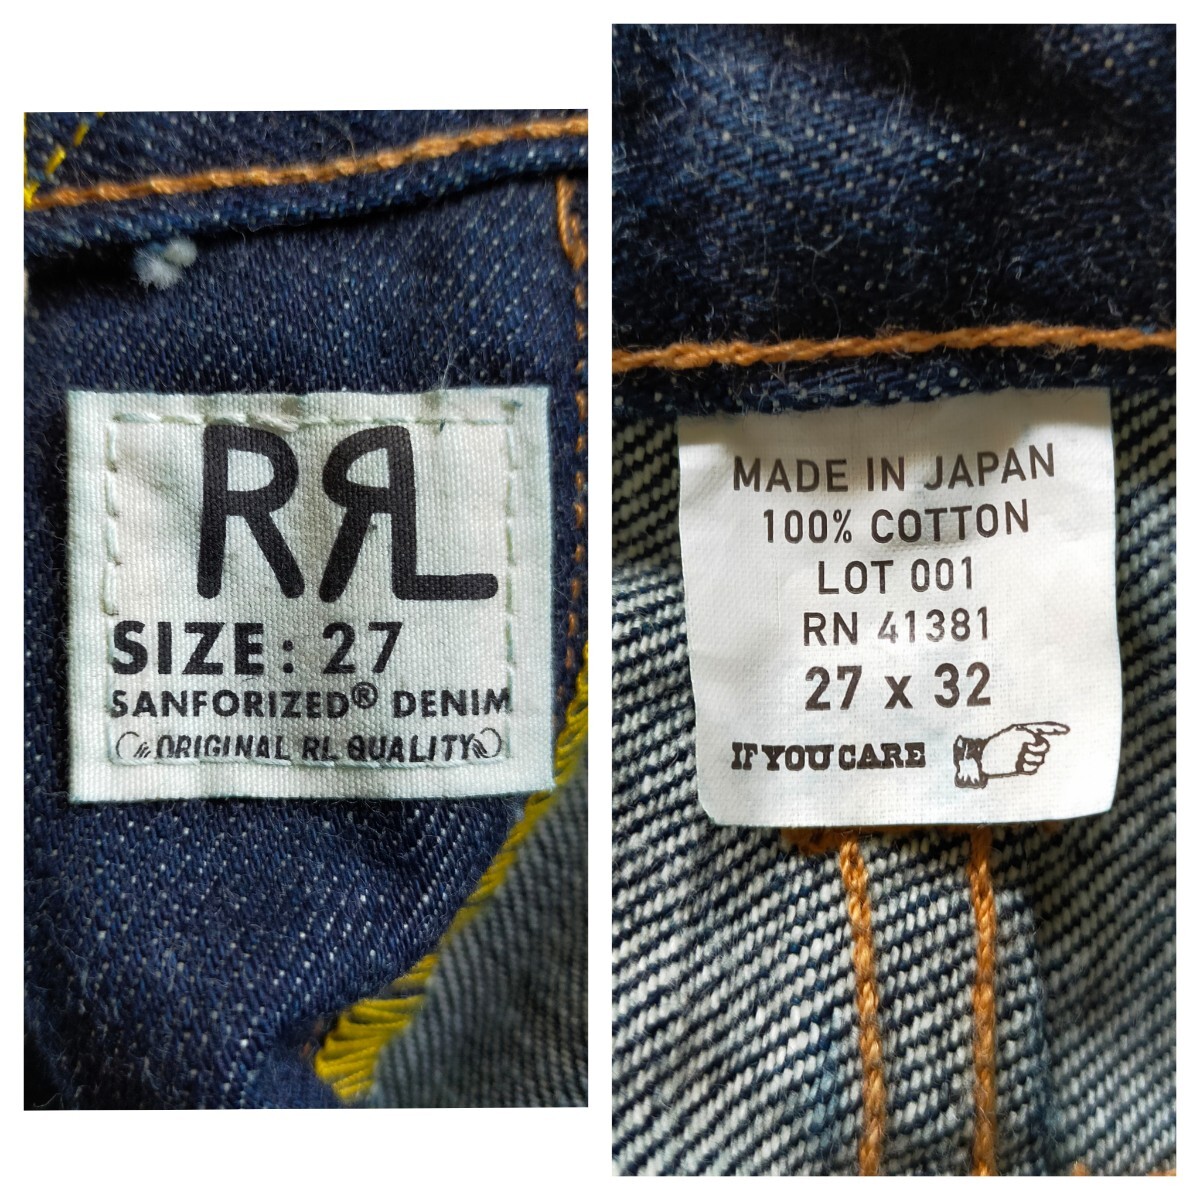 RRL
SIZE: 27
SANFORIZED® DENIM
ORIGINAL RL QUALITY
MADE IN JAPAN
100% COTTON
LOT 001
RN 41381
27 x 32
IF YOU CARE